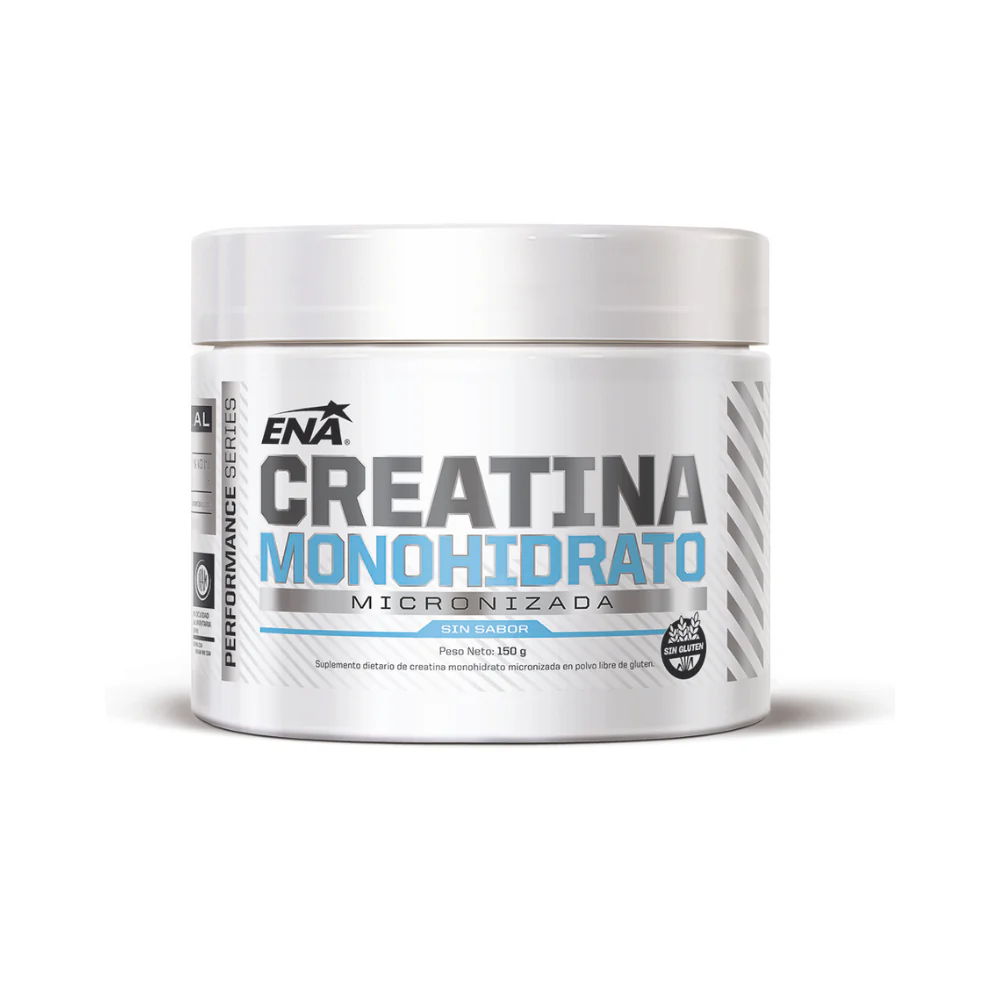 ENA®
CREATINA
MONOHIDRATO
MICRONIZADA
SIN SABOR
Peso Neto: 150 g
Suplemento dietario de creatina monohidrato micronizada en polvo libre de gluten.
SIN GLUTEN
PERFORMANCE SERIES
AL